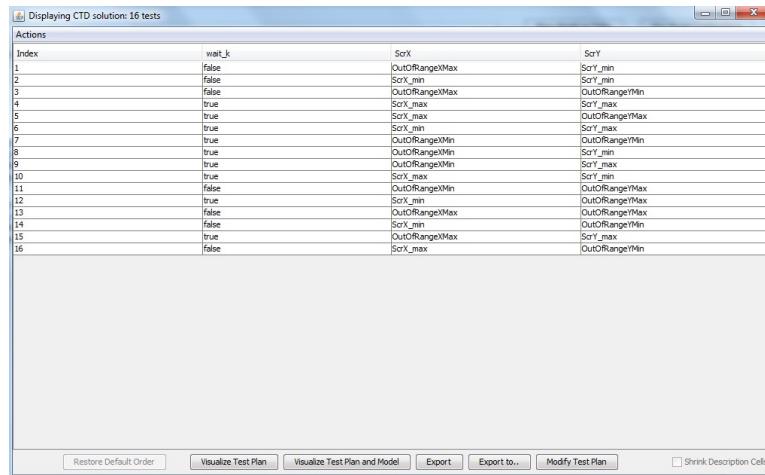 Displaying CTD solution: 16 tests
Actions
Index wait_k ScrX ScrY
1 false OutOfRangeXMax ScrY_min
2 false ScrX_min ScrY_min
3 false OutOfRangeXMax OutOfRangeYMin
4 true ScrX_max ScrY_max
5 true ScrX_max OutOfRangeYMax
6 true ScrX_min ScrY_max
7 true OutOfRangeXMin OutOfRangeYMin
8 true OutOfRangeXMin ScrY_min
9 true OutOfRangeXMin ScrY_max
10 true ScrX_max ScrY_min
11 false OutOfRangeXMin OutOfRangeYMax
12 true ScrX_min OutOfRangeYMax
13 false OutOfRangeXMax OutOfRangeYMax
14 false ScrX_min OutOfRangeYMin
15 true OutOfRangeXMax ScrY_max
16 false ScrX_max OutOfRangeYMin
Restore Default Order Visualize Test Plan Visualize Test Plan and Model Export Export to.. Modify Test Plan Shrink Description Cells